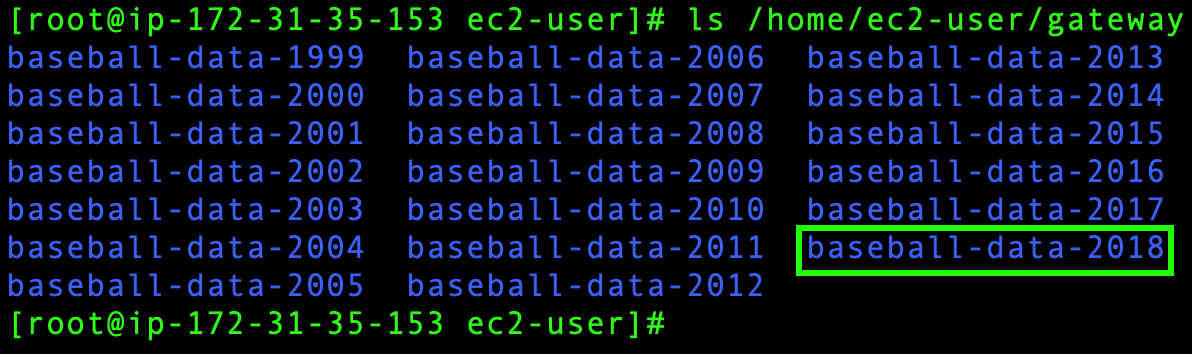 [root@ip-172-31-35-153 ec2-user]# ls /home/ec2-user/gateway
baseball-data-1999  baseball-data-2006  baseball-data-2013
baseball-data-2000  baseball-data-2007  baseball-data-2014
baseball-data-2001  baseball-data-2008  baseball-data-2015
baseball-data-2002  baseball-data-2009  baseball-data-2016
baseball-data-2003  baseball-data-2010  baseball-data-2017
baseball-data-2004  baseball-data-2011  baseball-data-2018
baseball-data-2005  baseball-data-2012
[root@ip-172-31-35-153 ec2-user]#